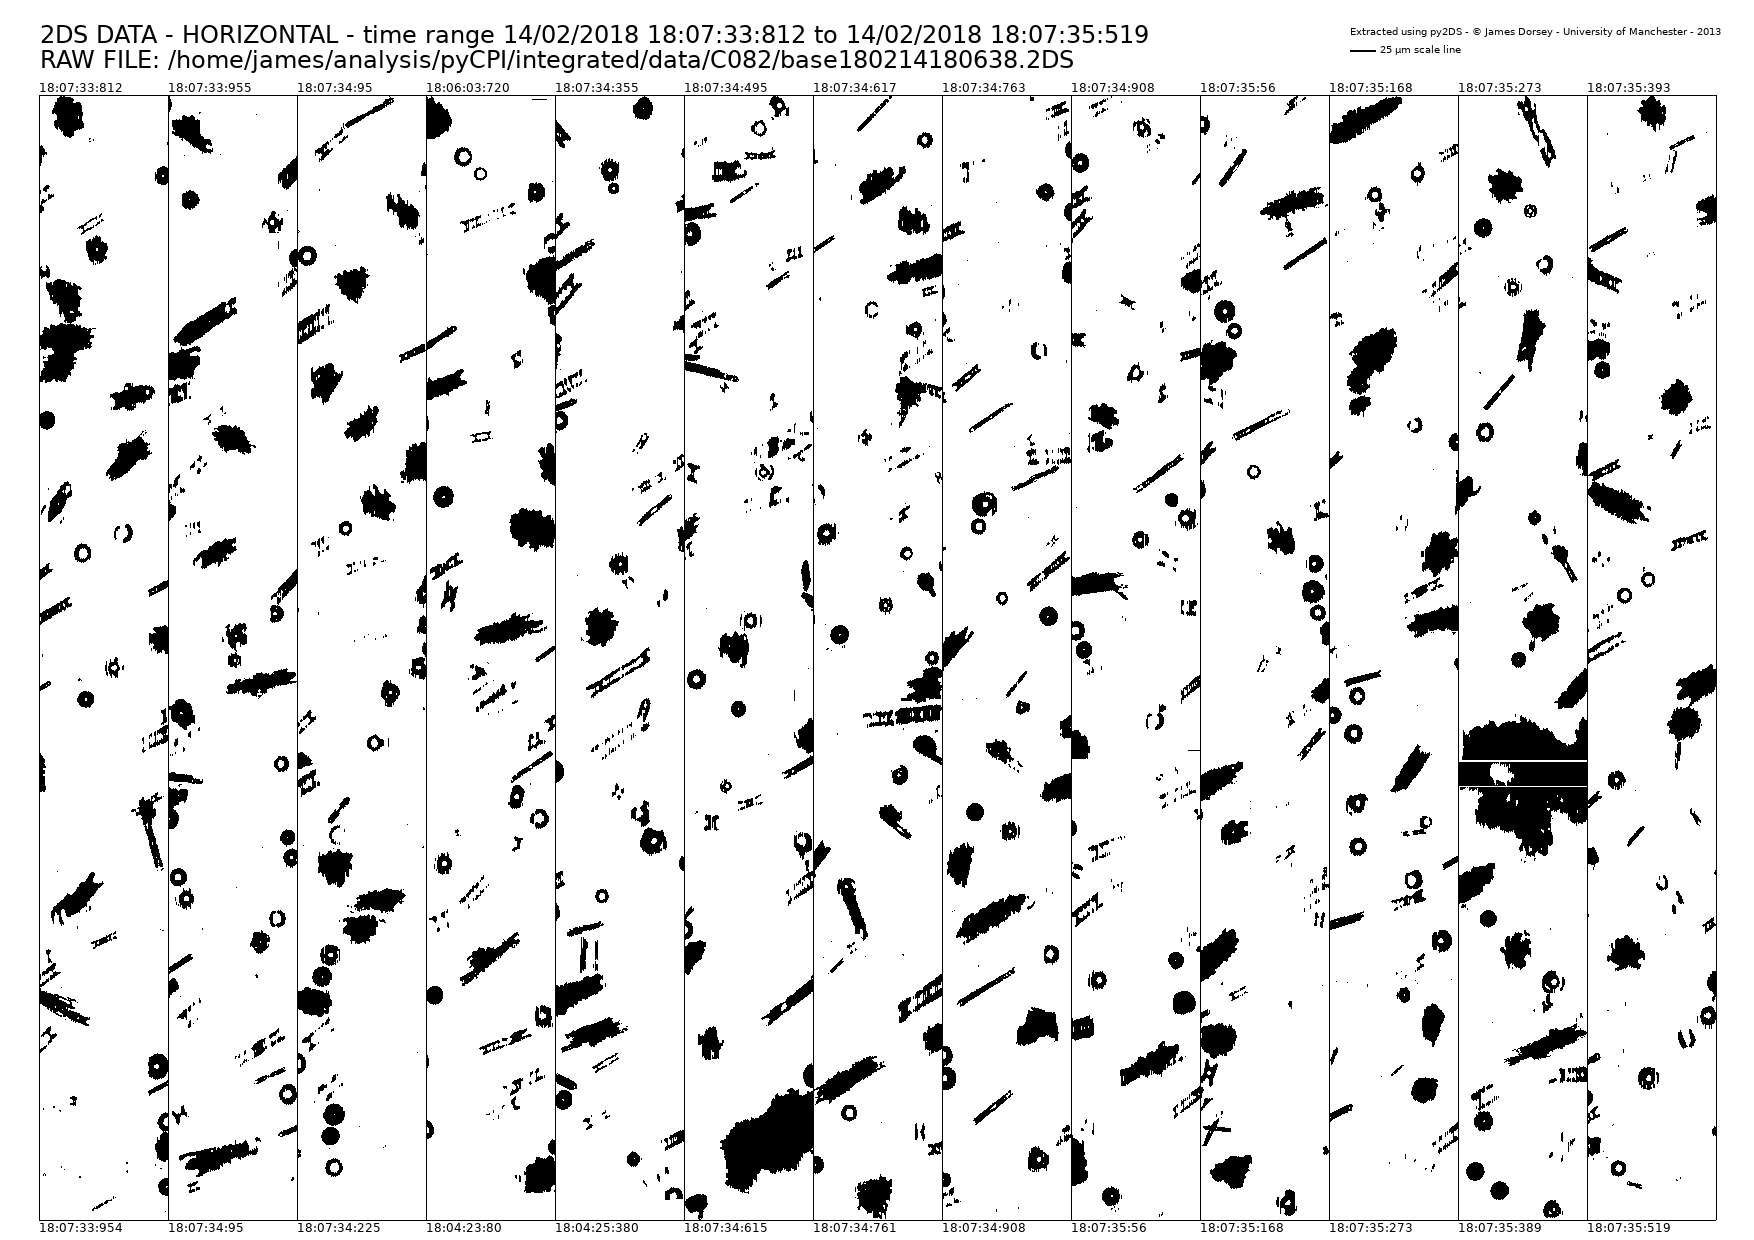 2DS DATA - HORIZONTAL - time range 14/02/2018 18:07:33:812 to 14/02/2018 18:07:35:519
RAW FILE: /home/james/analysis/pyCPI/integrated/data/C082/base180214180638.2DS
Extracted using py2DS - © James Dorsey - University of Manchester - 2013
25 µm scale line
18:07:33:812 18:07:33:955 18:07:34:95 18:06:03:720 18:07:34:355 18:07:34:495 18:07:34:617 18:07:34:763 18:07:34:908 18:07:35:56 18:07:35:168 18:07:35:273 18:07:35:393
18:07:33:954 18:07:34:95 18:07:34:225 18:04:23:80 18:04:25:380 18:07:34:615 18:07:34:761 18:07:34:908 18:07:35:56 18:07:35:168 18:07:35:273 18:07:35:389 18:07:35:519